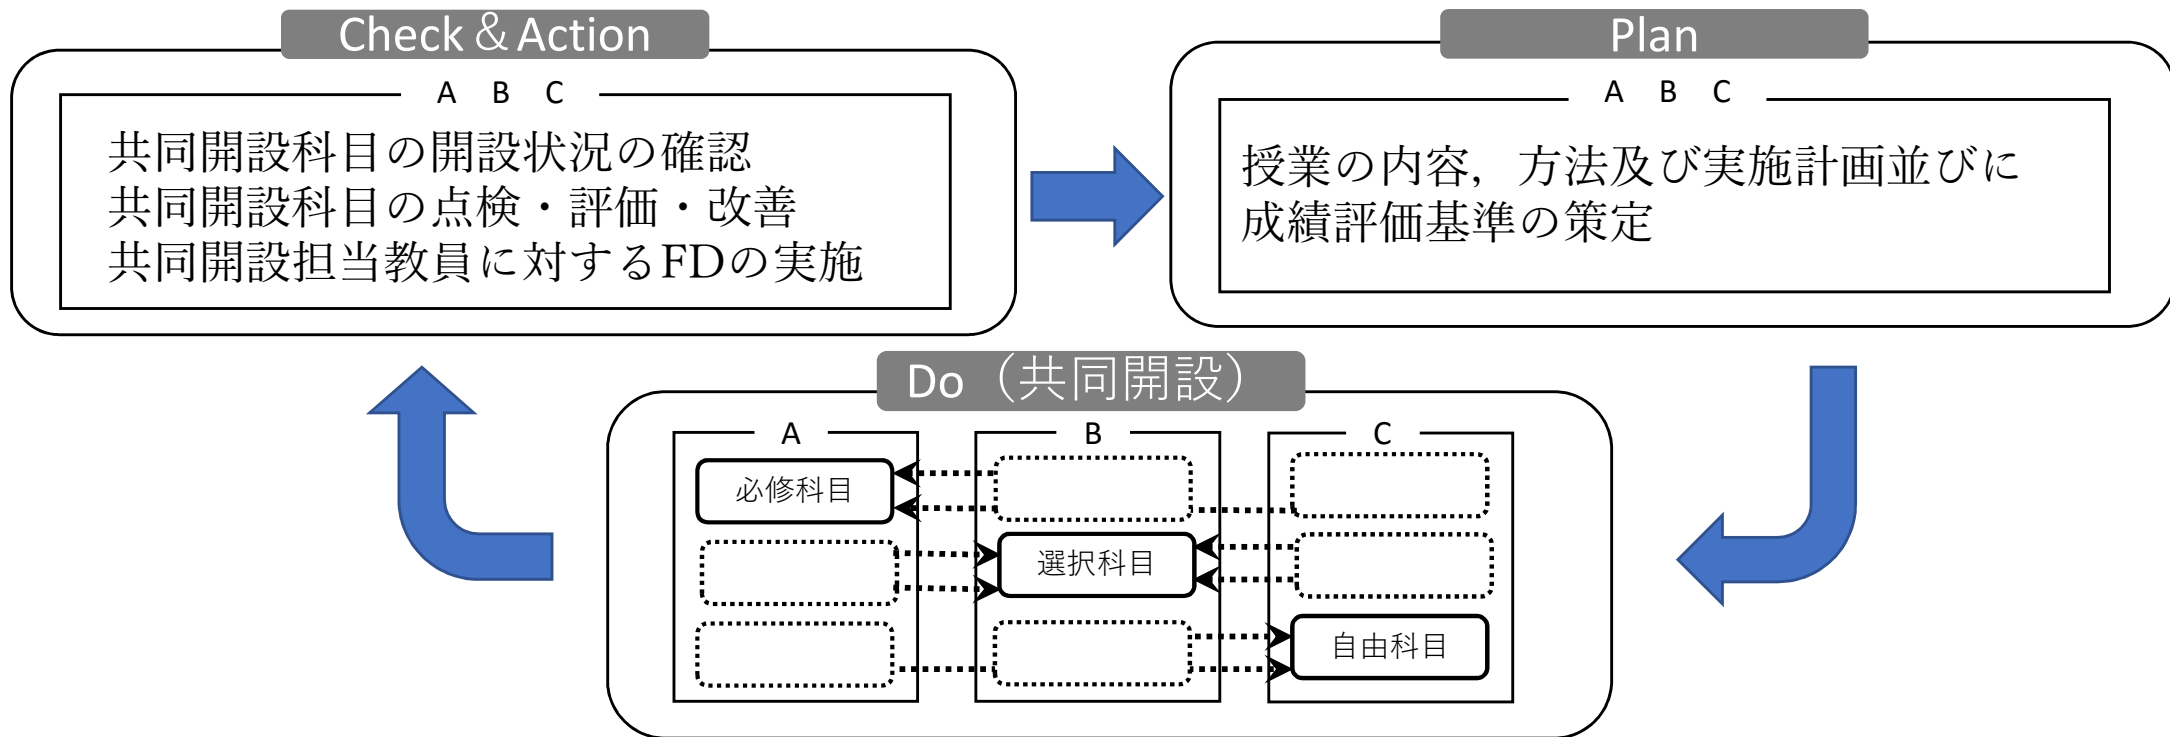 Check＆Action
A B C
共同開設科目の開設状況の確認
共同開設科目の点検・評価・改善
共同開設担当教員に対するFDの実施
Plan
A B C
授業の内容，方法及び実施計画並びに
成績評価基準の策定
Do（共同開設）
A
必修科目
B
選択科目
C
自由科目